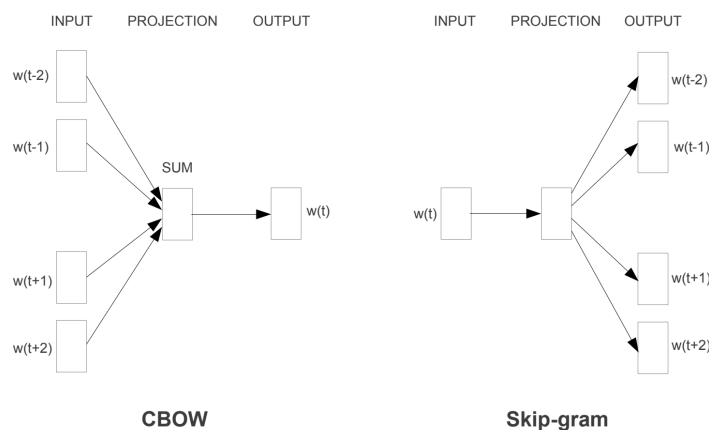 INPUT PROJECTION OUTPUT
w(t-2)
w(t-1)
SUM
w(t)
w(t+1)
w(t+2)
CBOW
INPUT PROJECTION OUTPUT
w(t-2)
w(t-1)
w(t)
w(t+1)
w(t+2)
Skip-gram